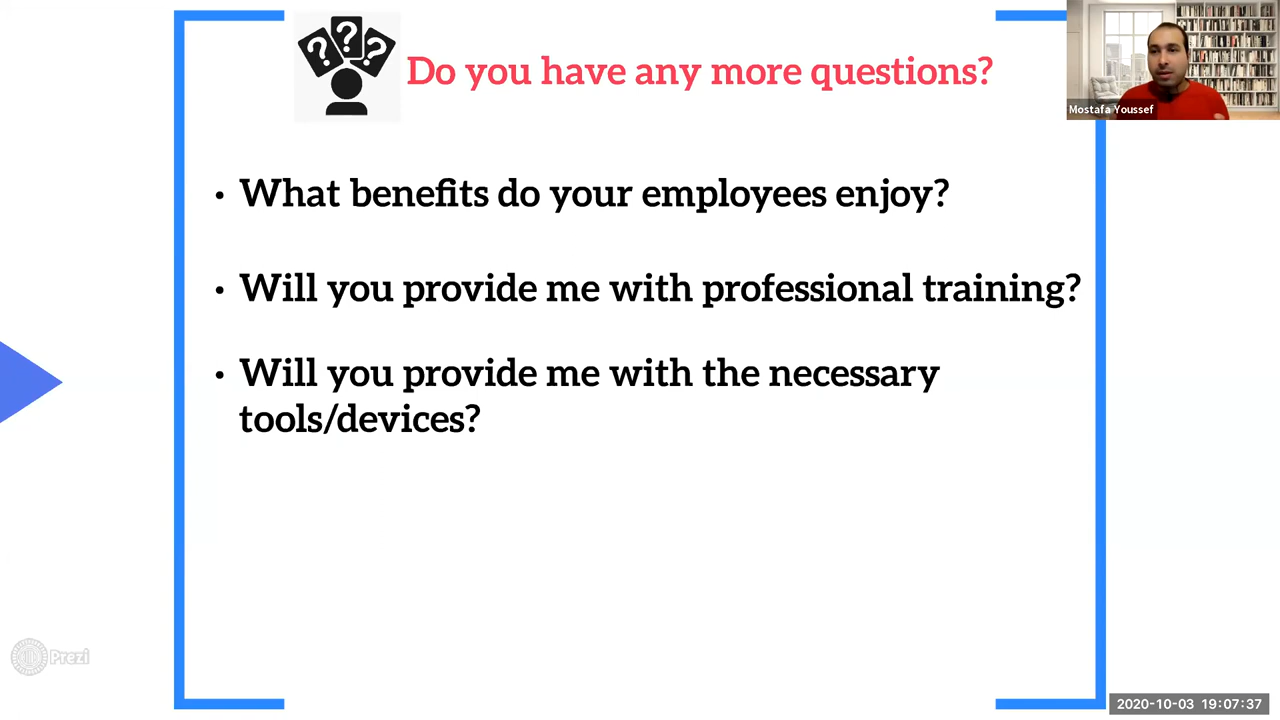 ? ? ?
Do you have any more questions?
Mostafa Youssef
• What benefits do your employees enjoy?
• Will you provide me with professional training?
• Will you provide me with the necessary
tools/devices?
Prezi
2020-10-03 19:07:37